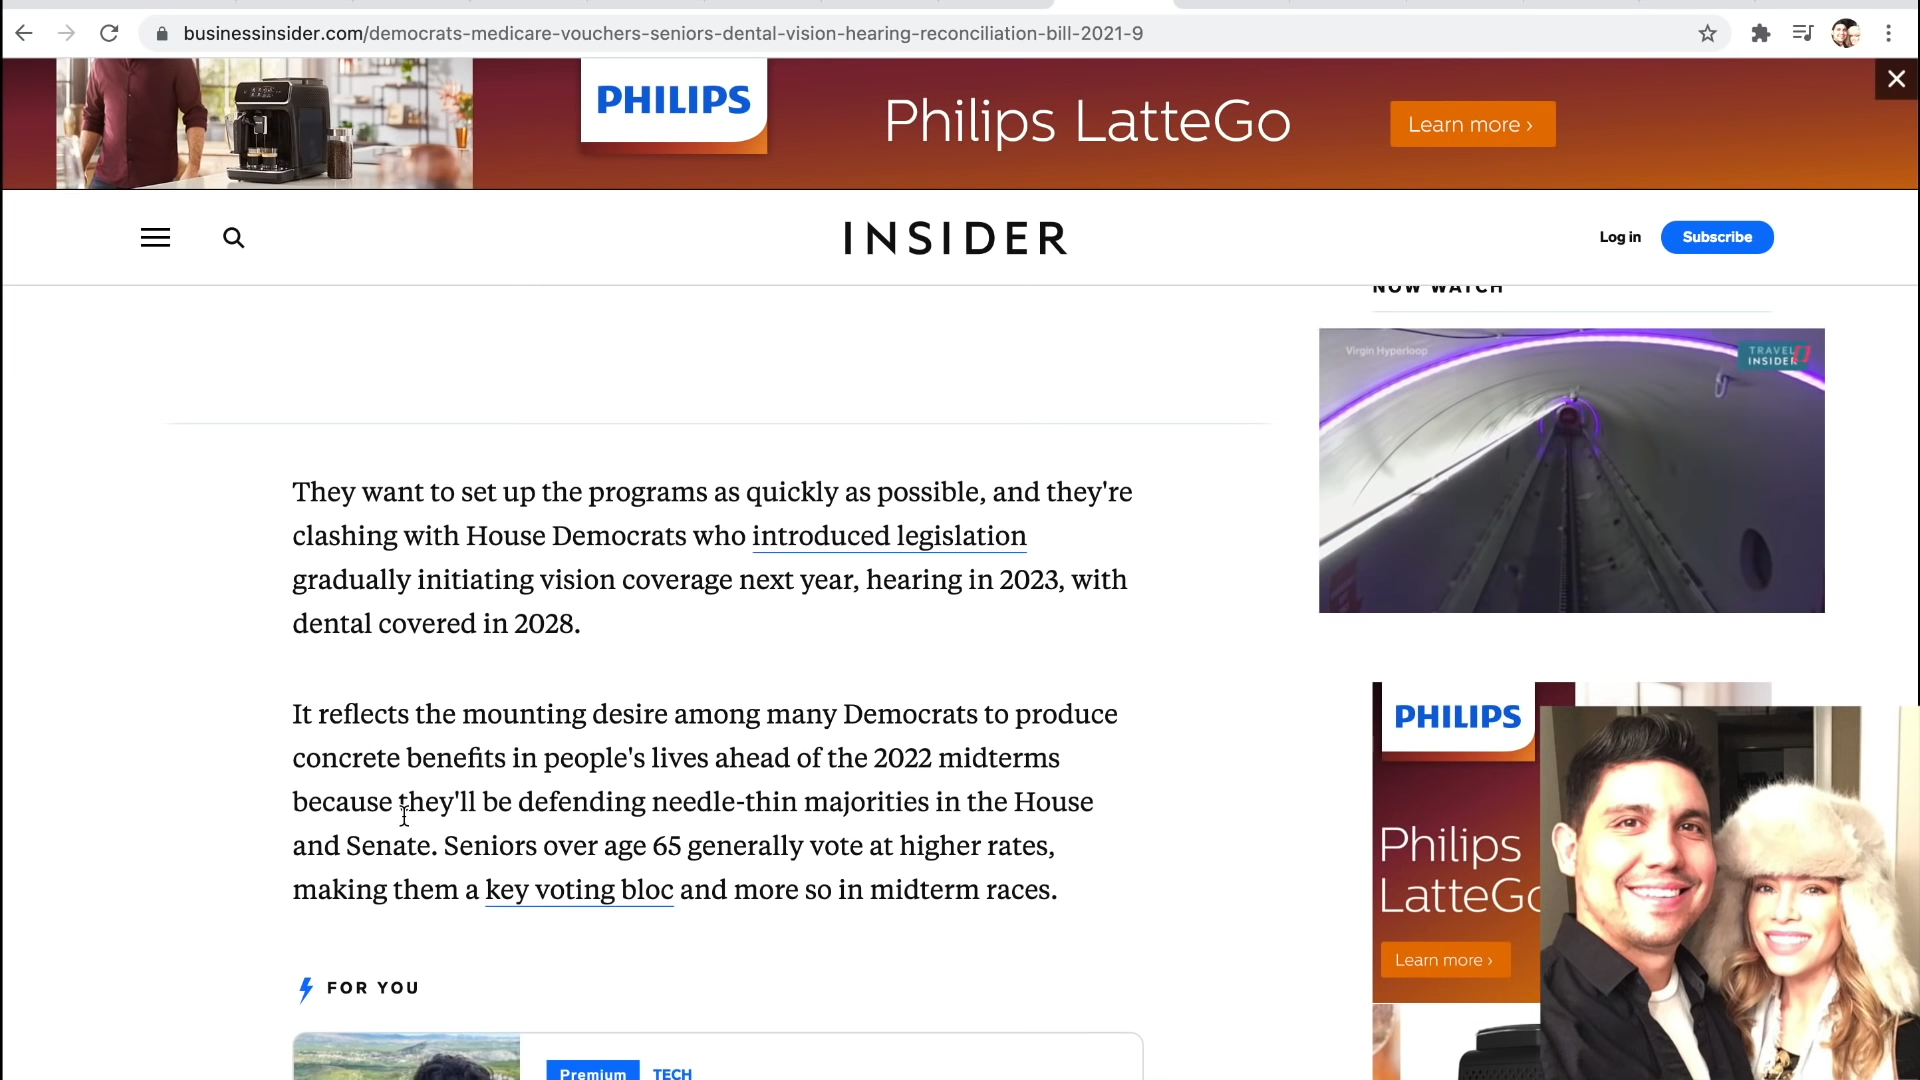 businessinsider.com/democrats-medicare-vouchers-seniors-dental-vision-hearing-reconciliation-bill-2021-9
PHILIPS
Philips LatteGo
Learn more ›
INSIDER
Log in
Subscribe
NOW WATCH
Virgin Hyperloop
TRAVEL
INSIDER
They want to set up the programs as quickly as possible, and they're
clashing with House Democrats who introduced legislation
gradually initiating vision coverage next year, hearing in 2023, with
dental covered in 2028.
It reflects the mounting desire among many Democrats to produce
concrete benefits in people's lives ahead of the 2022 midterms
because they'll be defending needle-thin majorities in the House
and Senate. Seniors over age 65 generally vote at higher rates,
making them a key voting bloc and more so in midterm races.
FOR YOU
Premium
TECH
PHILIPS
Philips
LatteGo
Learn more ›